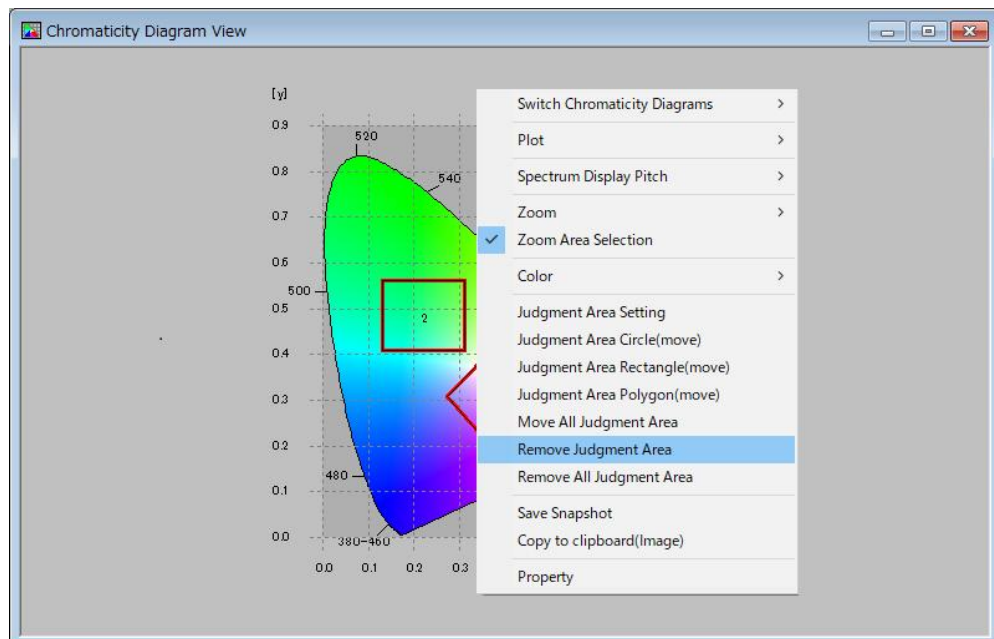 Chromaticity Diagram View
[y]
0.9
520
0.8
540
0.7
0.6
500
0.5
2
0.4
0.3
0.2
480
0.1
0.0
380-460
0.0 0.1 0.2 0.3
Switch Chromaticity Diagrams
Plot
Spectrum Display Pitch
Zoom
Zoom Area Selection
Color
Judgment Area Setting
Judgment Area Circle(move)
Judgment Area Rectangle(move)
Judgment Area Polygon(move)
Move All Judgment Area
Remove Judgment Area
Remove All Judgment Area
Save Snapshot
Copy to clipboard(Image)
Property